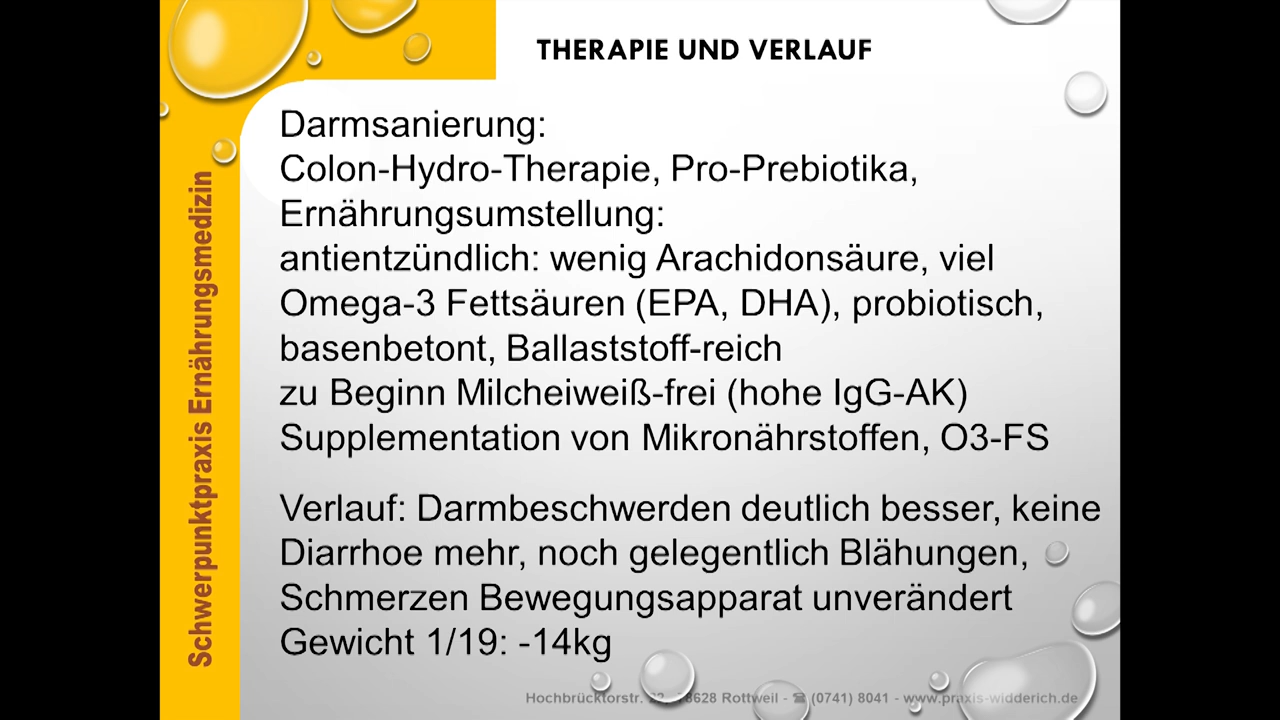 THERAPIE UND VERLAUF
Darmsanierung:
Colon-Hydro-Therapie, Pro-Prebiotika,
Ernährungsumstellung:
antientzündlich: wenig Arachidonsäure, viel
Omega-3 Fettsäuren (EPA, DHA), probiotisch,
basenbetont, Ballaststoff-reich
zu Beginn Milcheiweiß-frei (hohe IgG-AK)
Supplementation von Mikronährstoffen, O3-FS
Verlauf: Darmbeschwerden deutlich besser, keine
Diarrhoe mehr, noch gelegentlich Blähungen,
Schmerzen Bewegungsapparat unverändert
Gewicht 1/19: -14kg
Schwerpunktpraxis Ernährungsmedizin
Hochbrücktorstr. - Rottweil - ☎ (0741) 8041 - www.praxis-widderich.de